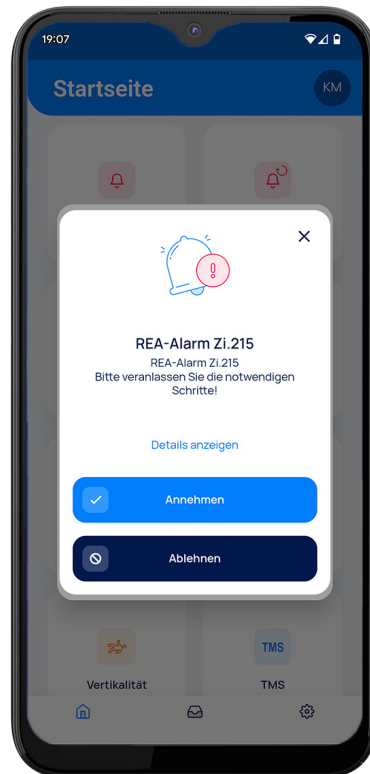 19:07
Startseite
KM
REA-Alarm Zi.215
REA-Alarm Zi.215
Bitte veranlassen Sie die notwendigen
Schritte!
Details anzeigen
Annehmen
Ablehnen
TMS
Vertikalität
TMS